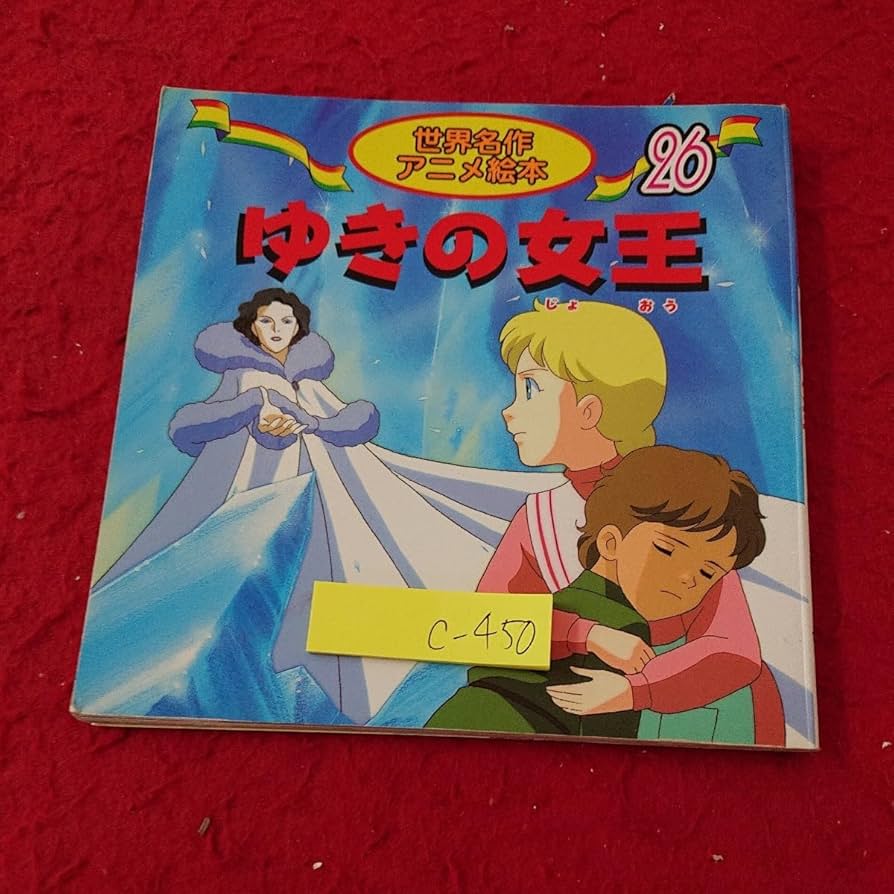 世界名作
アニメ絵本
26
ゆきの女王
じょ おう
c-450